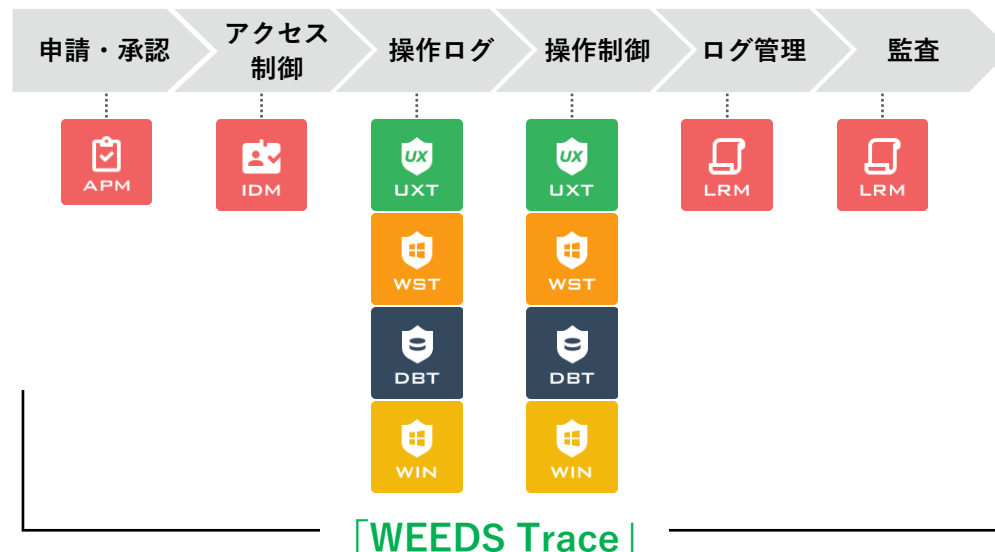 申請・承認
アクセス
制御
操作ログ
操作制御
ログ管理
監査
APM
IDM
UX
UXT
UX
UXT
LRM
LRM
WST
WST
DBT
DBT
WIN
WIN
「WEEDS Trace」